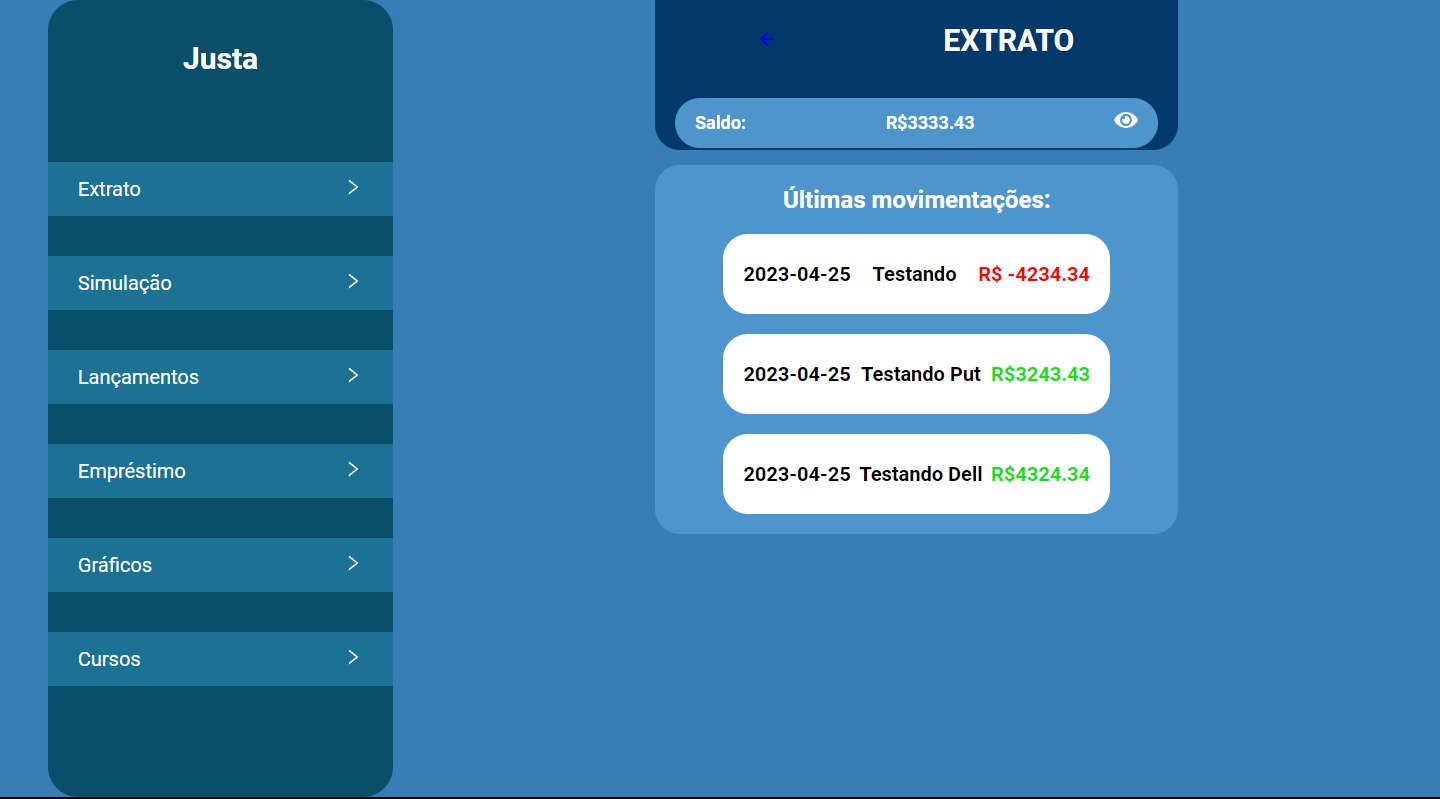 Justa
Extrato
Simulação
Lançamentos
Empréstimo
Gráficos
Cursos
EXTRATO
Saldo: R$3333.43
Últimas movimentações:
2023-04-25 Testando R$ -4234.34
2023-04-25 Testando Put R$3243.43
2023-04-25 Testando Dell R$4324.34